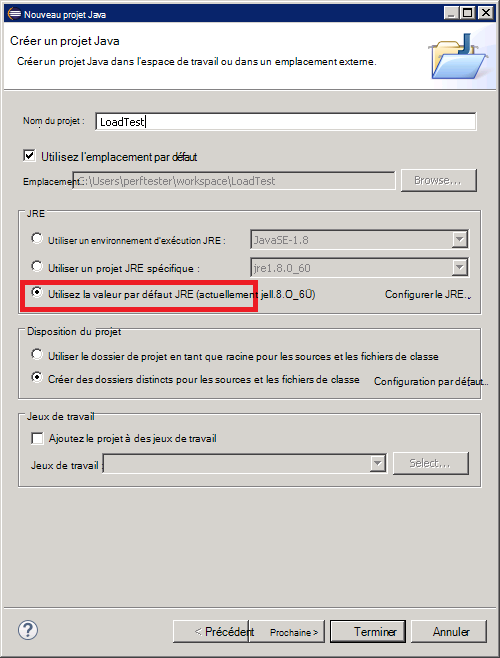 Nouveau projet Java
Créer un projet Java
Créer un projet Java dans l'espace de travail ou dans un emplacement externe.
Nom du projet : LoadTest
Utilisez l'emplacement par défaut
Emplacement: C:\Users\perftester\workspace\LoadTest Browse...
JRE
Utiliser un environnement d'exécution JRE : JavaSE-1.8
Utiliser un projet JRE spécifique : jre1.8.0_60
Utilisez la valeur par défaut JRE (actuellement jell.8.O_6Ü) Configurer le JRE..
Disposition du projet
Utiliser le dossier de projet en tant que racine pour les sources et les fichiers de classe
Créer des dossiers distincts pour les sources et les fichiers de classe Configuration par défaut...
Jeux de travail
Ajoutez le projet à des jeux de travail
Jeux de travail : Select...
? < Précédent Prochaine > Terminer Annuler